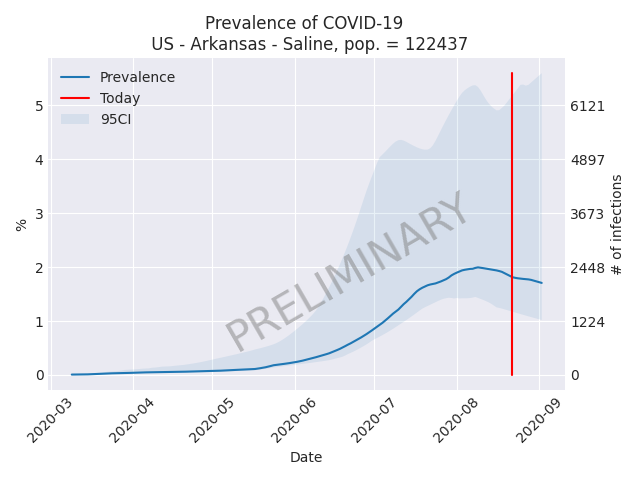 Prevalence of COVID-19
US - Arkansas - Saline, pop. = 122437
Prevalence
Today
95CI
PRELIMINARY
%
5
4
3
2
1
0
6121
4897
3673
2448
1224
0
# of infections
2020-03
2020-04
2020-05
2020-06
2020-07
2020-08
2020-09
Date